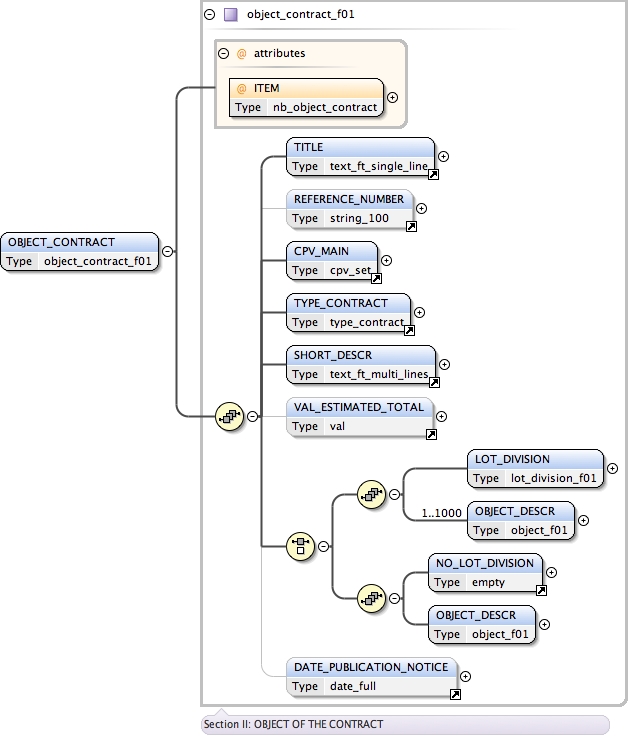 object_contract_f01
@ attributes
@ ITEM
Type nb_object_contract
TITLE
Type text_ft_single_line
REFERENCE_NUMBER
Type string_100
OBJECT_CONTRACT
Type object_contract_f01
CPV_MAIN
Type cpv_set
TYPE_CONTRACT
Type type_contract
SHORT_DESCR
Type text_ft_multi_lines
VAL_ESTIMATED_TOTAL
Type val
LOT_DIVISION
Type lot_division_f01
1..1000
OBJECT_DESCR
Type object_f01
NO_LOT_DIVISION
Type empty
OBJECT_DESCR
Type object_f01
DATE_PUBLICATION_NOTICE
Type date_full
Section II: OBJECT OF THE CONTRACT